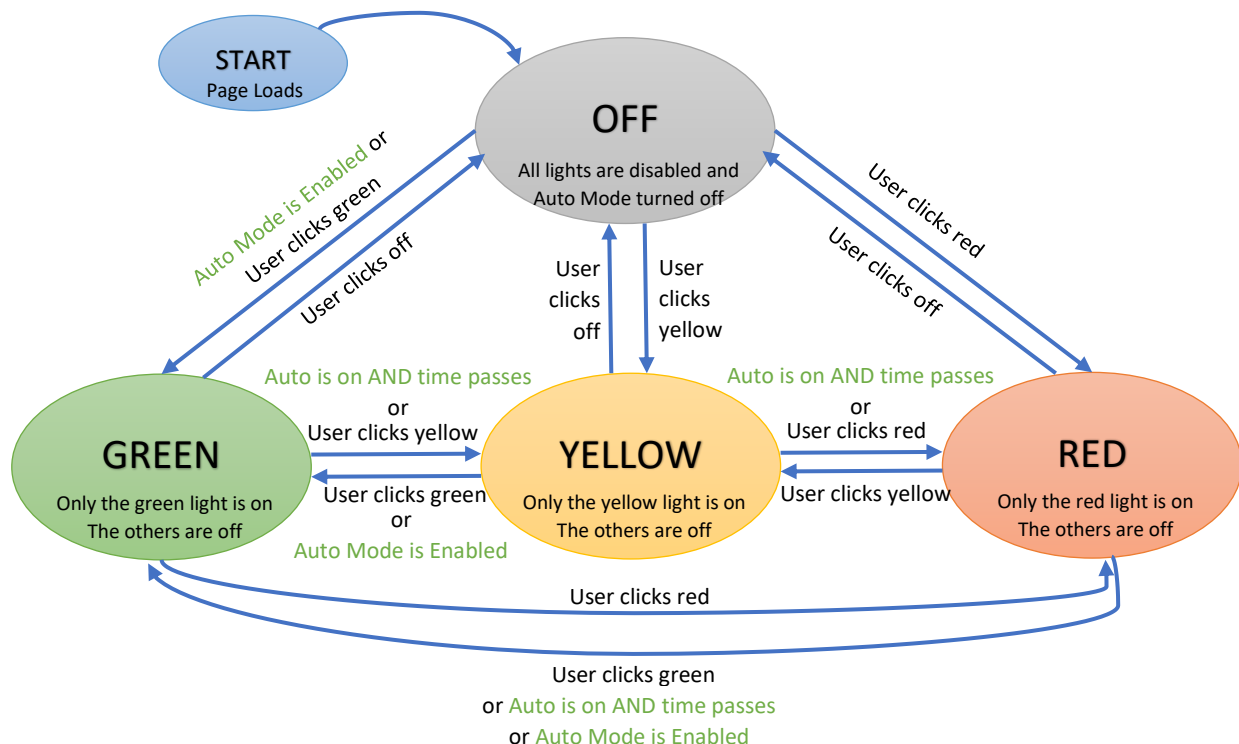 START
Page Loads
OFF
All lights are disabled and
Auto Mode turned off
Auto Mode is Enabled or
User clicks green
User clicks off
User
clicks
off
User
clicks
yellow
User clicks red
User clicks off
Auto is on AND time passes
or
User clicks yellow
User clicks green
or
Auto Mode is Enabled
Auto is on AND time passes
or
User clicks red
User clicks yellow
GREEN
Only the green light is on
The others are off
YELLOW
Only the yellow light is on
The others are off
RED
Only the red light is on
The others are off
User clicks red
User clicks green
or Auto is on AND time passes
or Auto Mode is Enabled